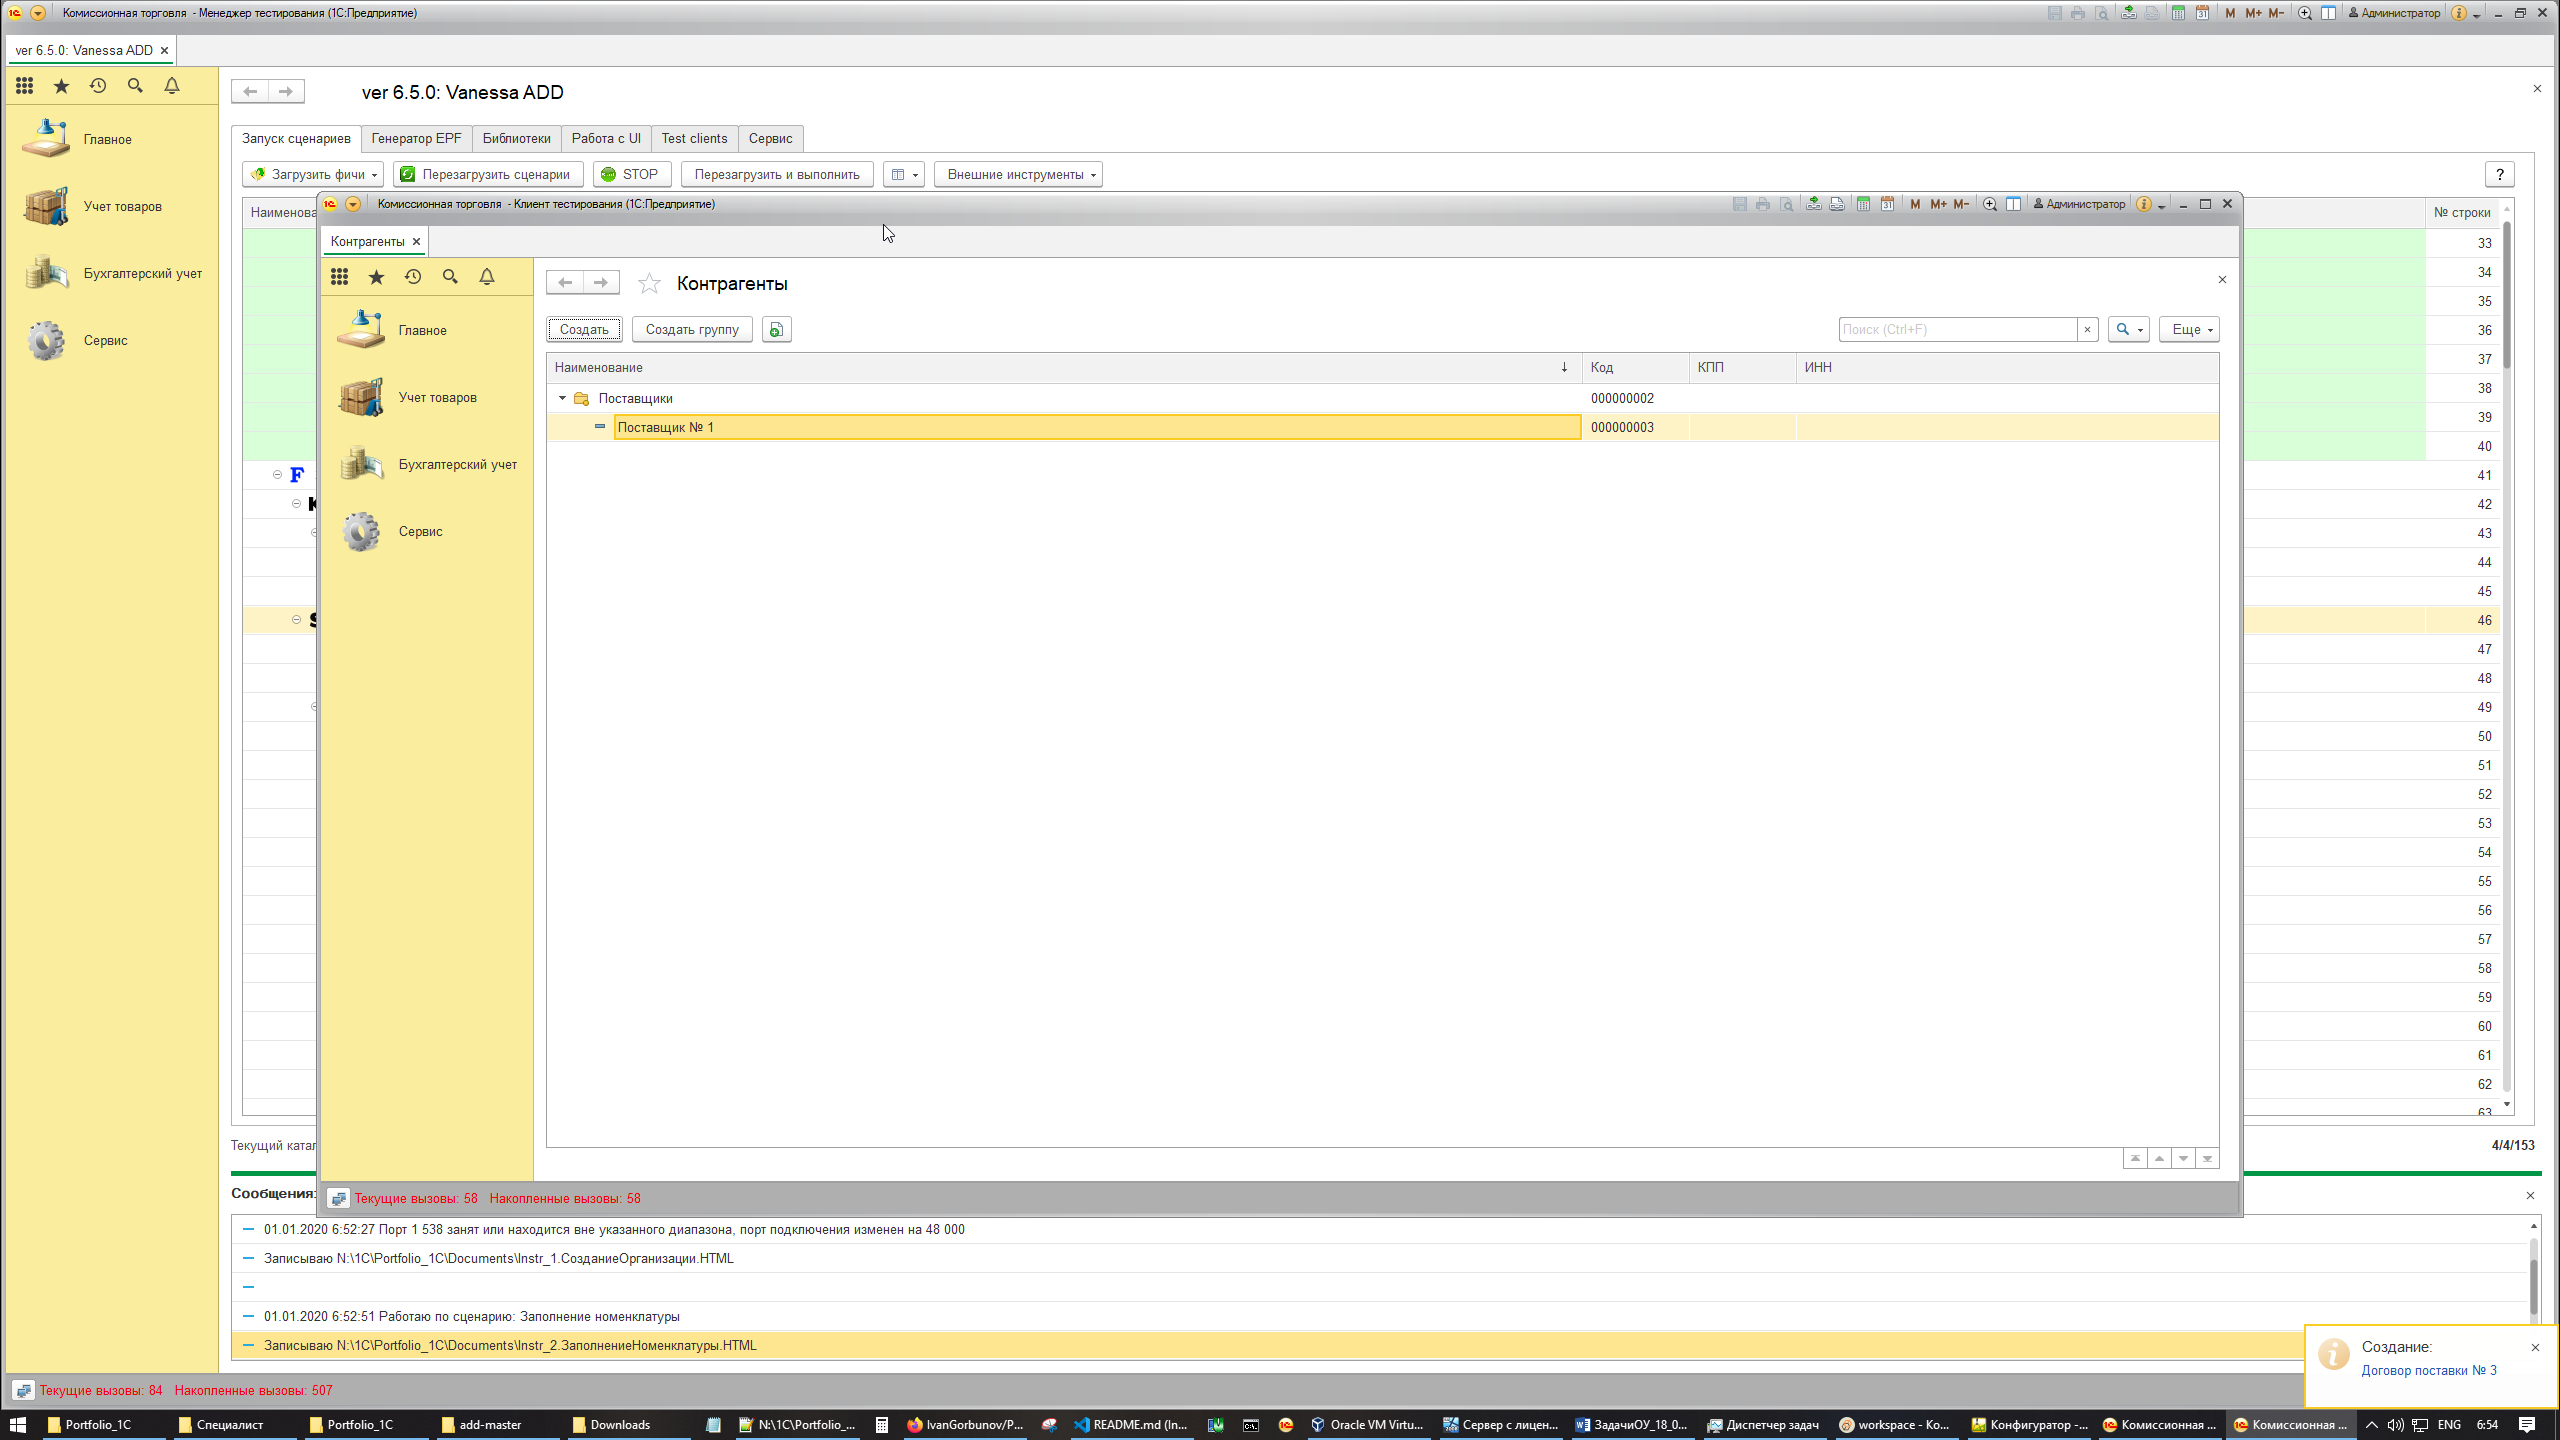 Комиссионная торговля - Менеджер тестирования (1С:Предприятие)
M M+ M- Администратор
ver 6.5.0: Vanessa ADD
ver 6.5.0: Vanessa ADD
Главное
Учет товаров
Бухгалтерский учет
Сервис
Запуск сценариев Генератор EPF Библиотеки Работа с UI Test clients Сервис
Загрузить фичи Перезагрузить сценарии STOP Перезагрузить и выполнить Внешние инструменты ?
Наименова № строки
33
34
35
36
37
38
39
40
F 41
42
43
44
45
46
47
48
49
50
51
52
53
54
55
56
57
58
59
60
61
62
63
Комиссионная торговля - Клиент тестирования (1С:Предприятие)
31 M M+ M- Администратор
Контрагенты
Главное
Учет товаров
Бухгалтерский учет
Сервис
Контрагенты
Создать Создать группу Поиск (Ctrl+F) Еще
Наименование Код КПП ИНН
Поставщики 000000002
Поставщик № 1 000000003
Текущие вызовы: 58 Накопленные вызовы: 58
Текущий катал 4/4/153
Сообщения:
01.01.2020 6:52:27 Порт 1 538 занят или находится вне указанного диапазона, порт подключения изменен на 48 000
Записываю N:\1C\Portfolio_1C\Documents\Instr_1.СозданиеОрганизации.HTML
01.01.2020 6:52:51 Работаю по сценарию: Заполнение номенклатуры
Записываю N:\1C\Portfolio_1C\Documents\Instr_2.ЗаполнениеНоменклатуры.HTML
Создание:
Договор поставки № 3
Текущие вызовы: 84 Накопленные вызовы: 507
Portfolio_1C Специалист Portfolio_1C add-master Downloads N:\1C\Portfolio_... IvanGorbunov/P... README.md (In... Oracle VM Virtu... Сервер с лицен... ЗадачиОУ_18_0... Диспетчер задач workspace - Ko... Конфигуратор -... Комиссионная ... Комиссионная ... ENG 6:54